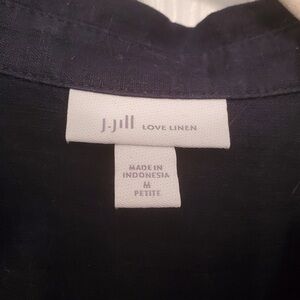 J.Jill LOVE LINEN
MADE IN
INDONESIA
M
PETITE